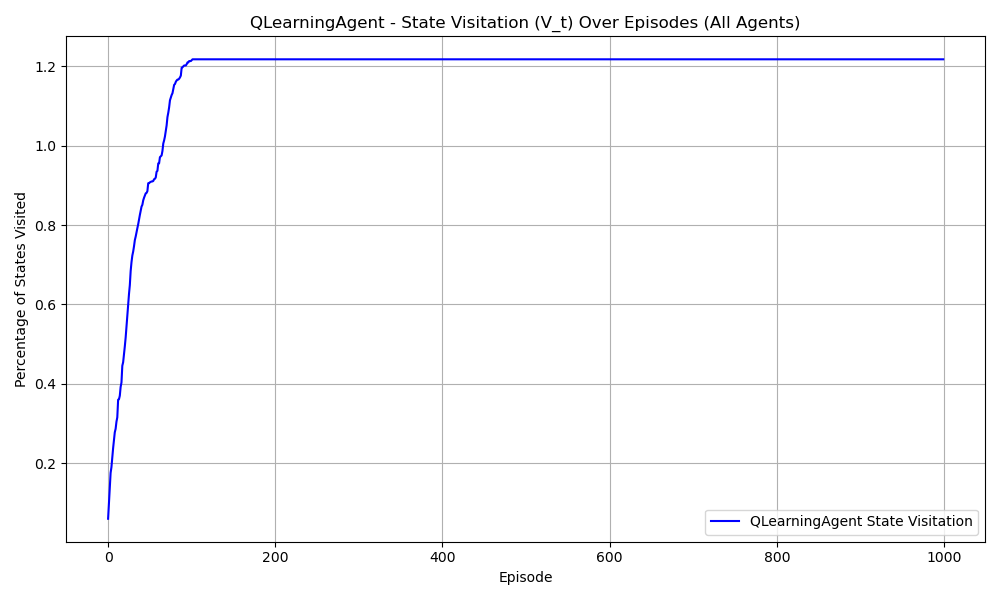 QLearningAgent - State Visitation (V_t) Over Episodes (All Agents)
Percentage of States Visited
1.2
1.0
0.8
0.6
0.4
0.2
QLearningAgent State Visitation
0 200 400 600 800 1000
Episode